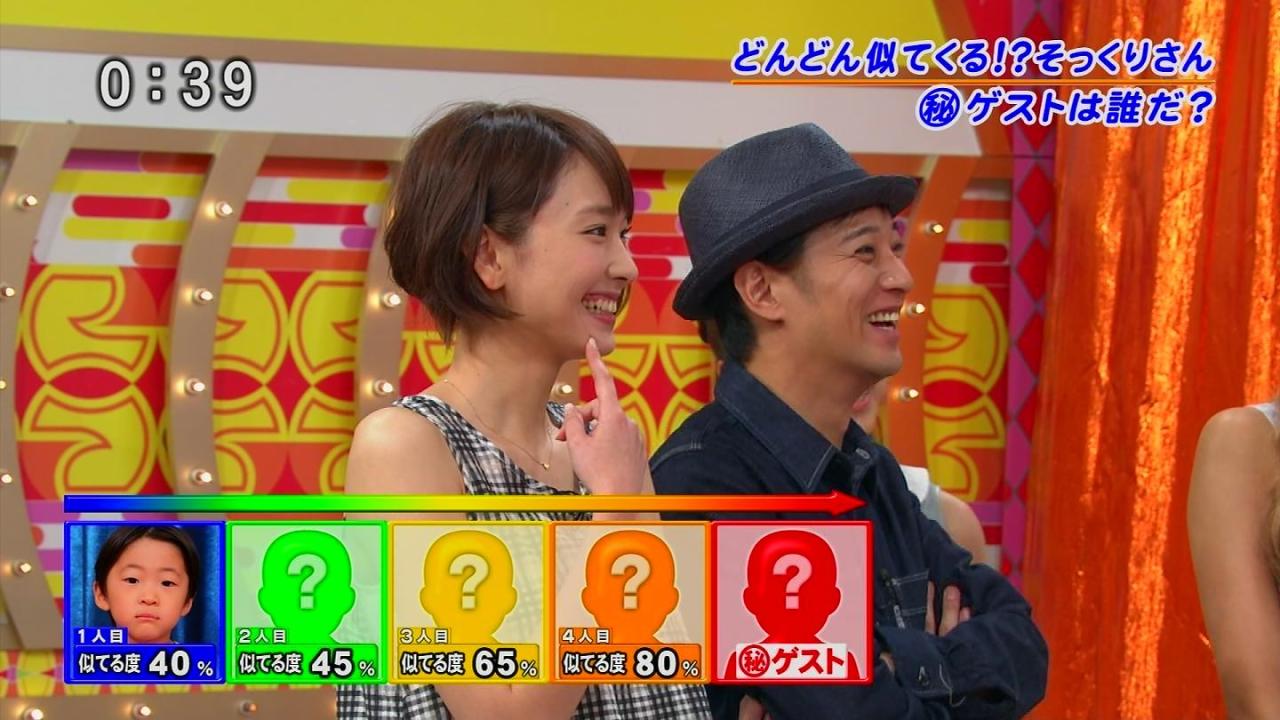 0:39
どんどん似てくる!?そっくりさん
㊙ゲストは誰だ?
1人目
似てる度 40%
2人目
似てる度 45%
3人目
似てる度 65%
4人目
似てる度 80%
㊙ゲスト